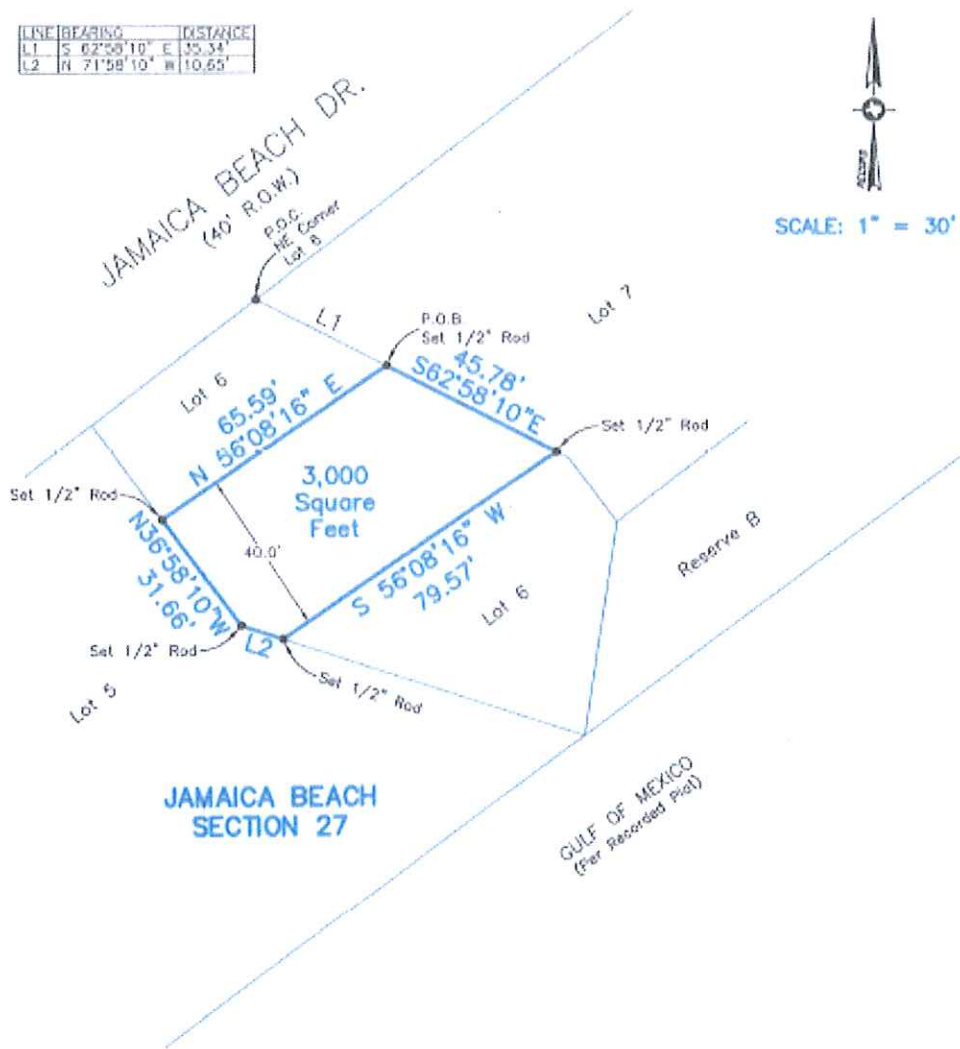 LINE BEARING DISTANCE
L1 S 62°58'10" E 35.34'
L2 N 71°58'10" W 10.65'
JAMAICA BEACH DR.
(40' R.O.W.)
P.O.C.
NE Corner
Lot 6
SCALE: 1" = 30'
L1
P.O.B.
Set 1/2" Rod
Lot 7
45.78'
S62°58'10"E
Lot 6
65.59'
N 56°08'16" E
Set 1/2" Rod
Set 1/2" Rod
3,000
Square
Feet
40.0'
N36°58'10"W
31.66'
S 56°08'16" W
79.57'
Reserve B
Lot 6
Set 1/2" Rod
L2
Set 1/2" Rod
Lot 5
JAMAICA BEACH
SECTION 27
GULF OF MEXICO
(Per Recorded Plat)